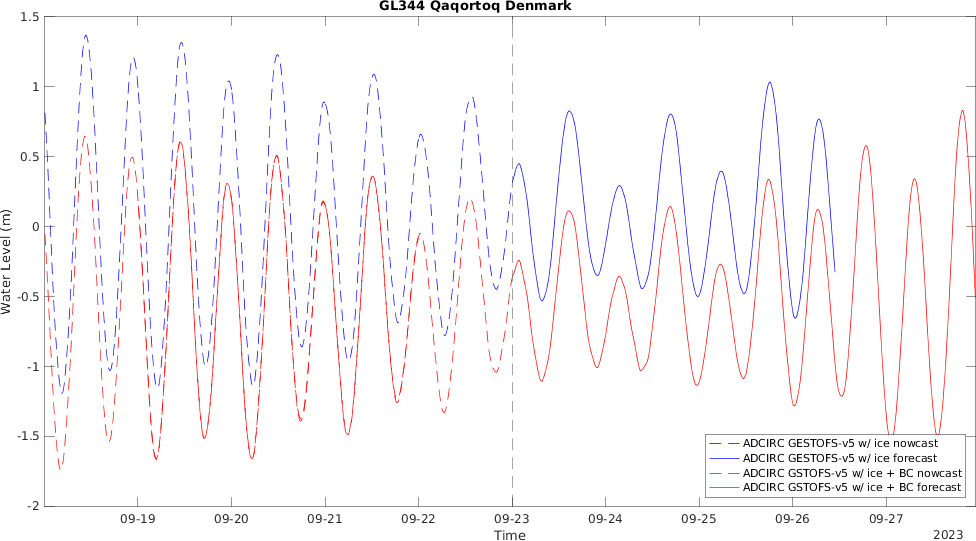 GL344 Qaqortoq Denmark
1.5
1
0.5
0
-0.5
-1
-1.5
-2
Water Level (m)
09-19
09-20
09-21
09-22
09-23
09-24
09-25
09-26
09-27
Time
2023
ADCIRC GESTOFS-v5 w/ ice nowcast
ADCIRC GESTOFS-v5 w/ ice forecast
ADCIRC GSTOFS-v5 w/ ice + BC nowcast
ADCIRC GSTOFS-v5 w/ ice + BC forecast